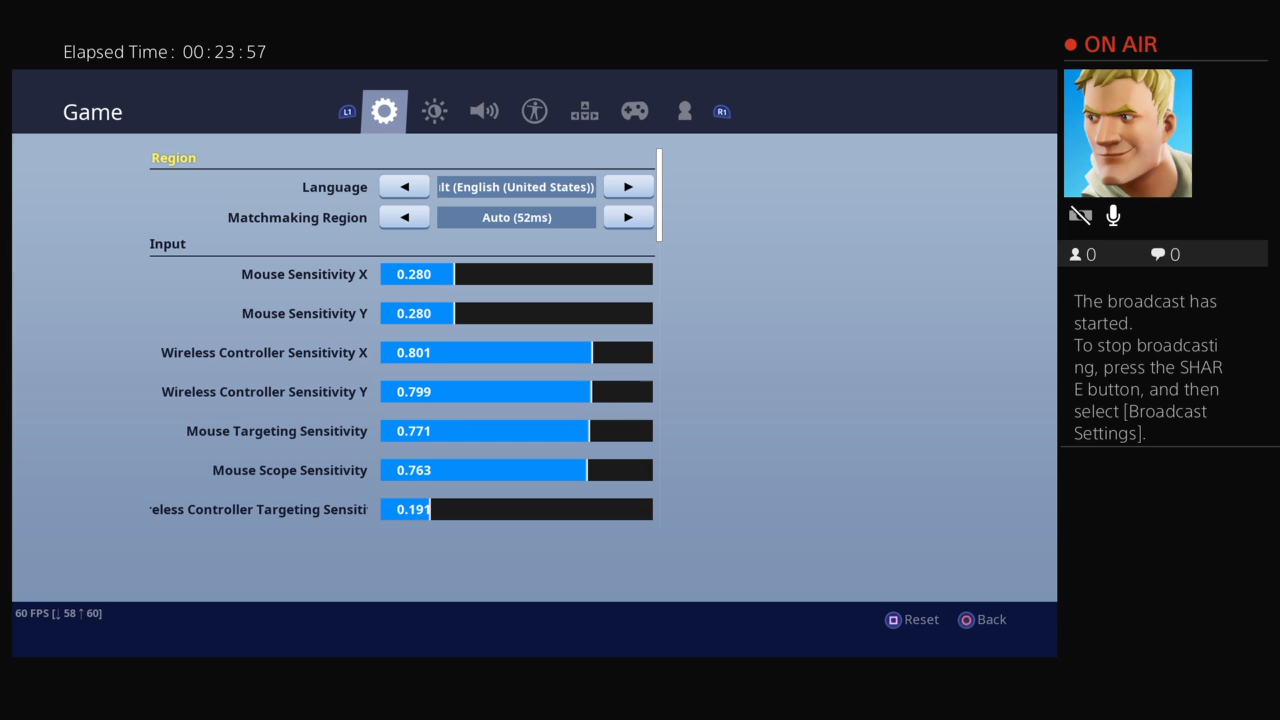 Elapsed Time: 00:23:57
ON AIR
Game
L1
R1
Region
Language
lt (English (United States))
Matchmaking Region
Auto (52ms)
Input
Mouse Sensitivity X
0.280
Mouse Sensitivity Y
0.280
Wireless Controller Sensitivity X
0.801
Wireless Controller Sensitivity Y
0.799
Mouse Targeting Sensitivity
0.771
Mouse Scope Sensitivity
0.763
eless Controller Targeting Sensiti
0.191
0
0
The broadcast has
started.
To stop broadcasti
ng, press the SHAR
E button, and then
select [Broadcast
Settings].
60 FPS [↓ 58 ↑ 60]
Reset
Back